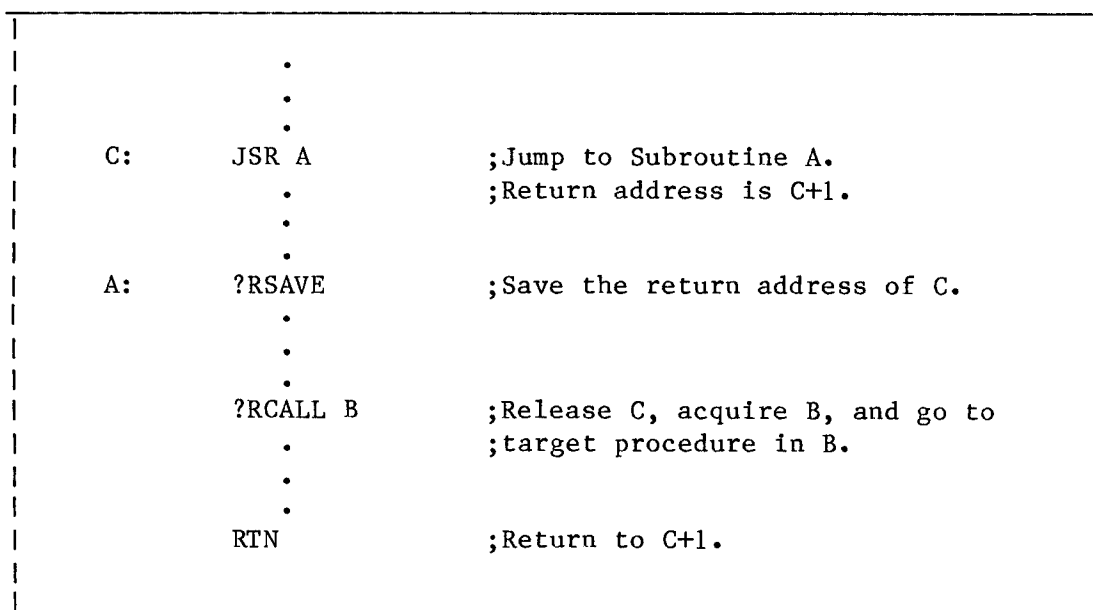 .
.
.
C: JSR A ;Jump to Subroutine A.
. ;Return address is C+1.
.
.
A: ?RSAVE ;Save the return address of C.
.
.
.
?RCALL B ;Release C, acquire B, and go to
. ;target procedure in B.
.
.
RTN ;Return to C+1.